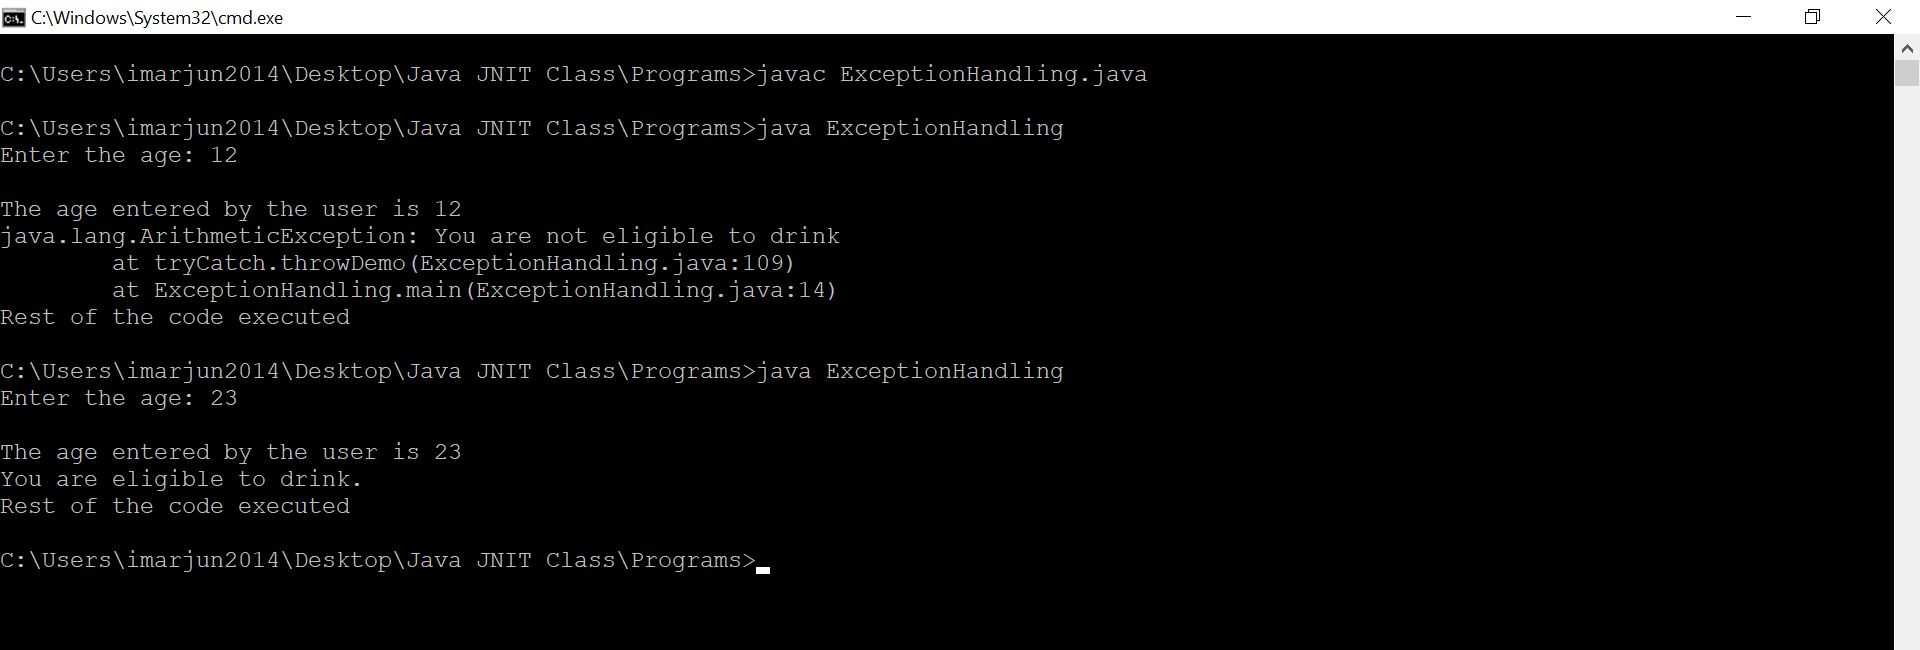 C:\Windows\System32\cmd.exe
C:\Users\imarjun2014\Desktop\Java JNIT Class\Programs>javac ExceptionHandling.java
C:\Users\imarjun2014\Desktop\Java JNIT Class\Programs>java ExceptionHandling
Enter the age: 12
The age entered by the user is 12
java.lang.ArithmeticException: You are not eligible to drink
        at tryCatch.throwDemo(ExceptionHandling.java:109)
        at ExceptionHandling.main(ExceptionHandling.java:14)
Rest of the code executed
C:\Users\imarjun2014\Desktop\Java JNIT Class\Programs>java ExceptionHandling
Enter the age: 23
The age entered by the user is 23
You are eligible to drink.
Rest of the code executed
C:\Users\imarjun2014\Desktop\Java JNIT Class\Programs>